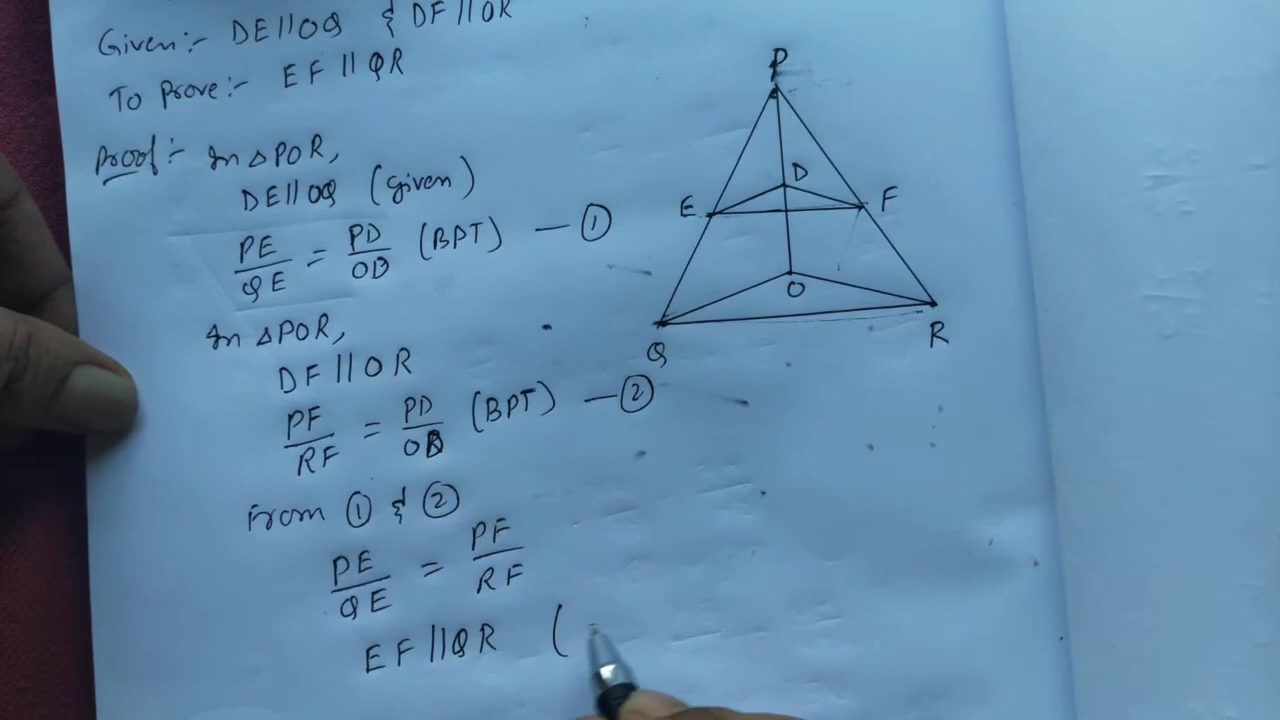 Given:- DE||OQ & DF||OR
To Prove:- EF||QR
Proof:- In △POR,
DE||OQ (given)
PE/QE = PD/OD (BPT) — ①
In △POR,
DF||OR
PF/RF = PD/OD (BPT) — ②
From ① & ②
PE/QE = PF/RF
EF||QR (
P
D
E
F
O
Q
R